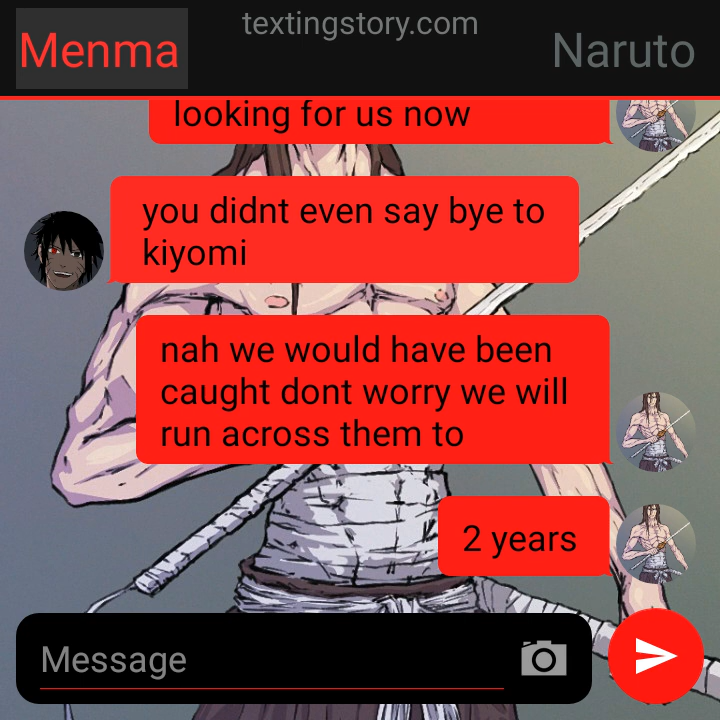 textingstory.com
Menma
Naruto
looking for us now
you didnt even say bye to
kiyomi
nah we would have been
caught dont worry we will
run across them to
2 years
Message